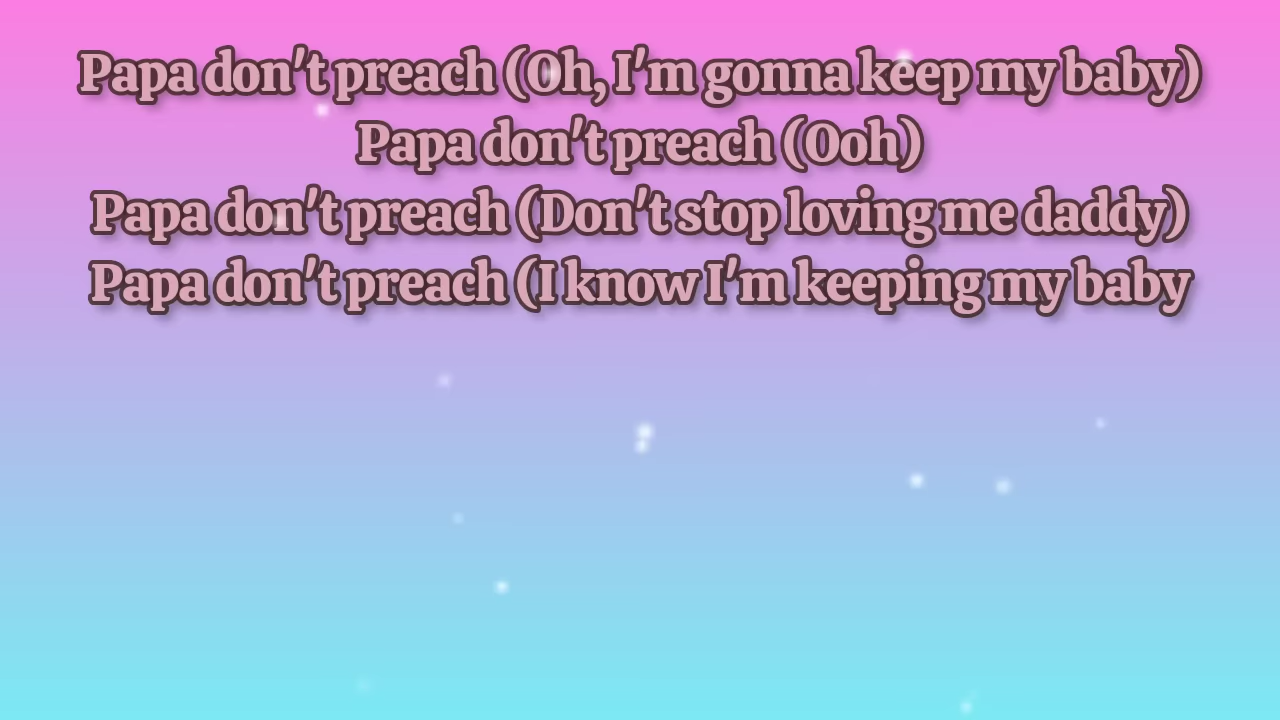 Papa don't preach (Oh, I'm gonna keep my baby)
Papa don't preach (Ooh)
Papa don't preach (Don't stop loving me daddy)
Papa don't preach (I know I'm keeping my baby